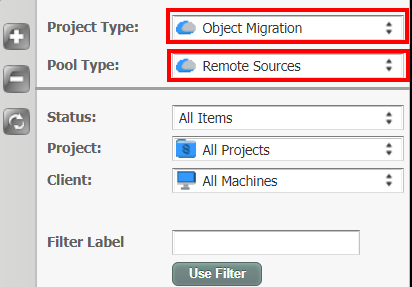 Project Type: Object Migration
Pool Type: Remote Sources
Status: All Items
Project: All Projects
Client: All Machines
Filter Label
Use Filter